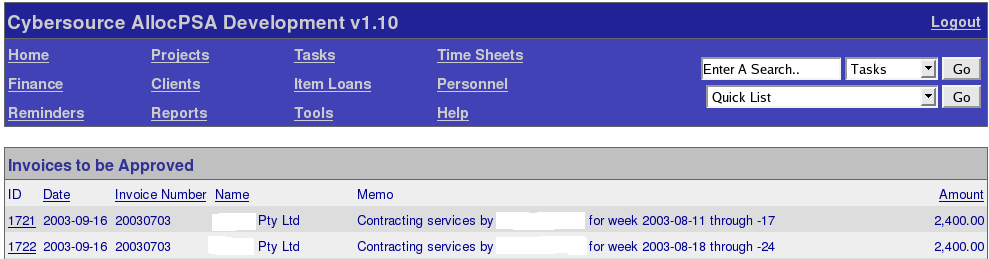 Cybersource AllocPSA Development v1.10 Logout
Home Projects Tasks Time Sheets
Enter A Search.. Tasks Go
Finance Clients Item Loans Personnel
Quick List Go
Reminders Reports Tools Help
Invoices to be Approved
ID Date Invoice Number Name Memo Amount
1721 2003-09-16 20030703 Pty Ltd Contracting services by for week 2003-08-11 through -17 2,400.00
1722 2003-09-16 20030703 Pty Ltd Contracting services by for week 2003-08-18 through -24 2,400.00